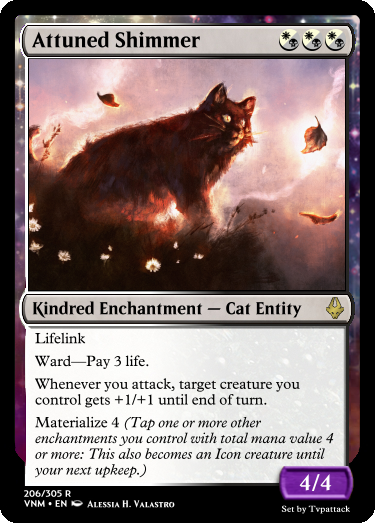 Attuned Shimmer
Kindred Enchantment — Cat Entity
Lifelink
Ward—Pay 3 life.
Whenever you attack, target creature you
control gets +1/+1 until end of turn.
Materialize 4 (Tap one or more other
enchantments you control with total mana value 4
or more: This also becomes an Icon creature until
your next upkeep.)
4/4
206/305 R
VNM • EN Alessia H. Valastro
Set by Tvpattack